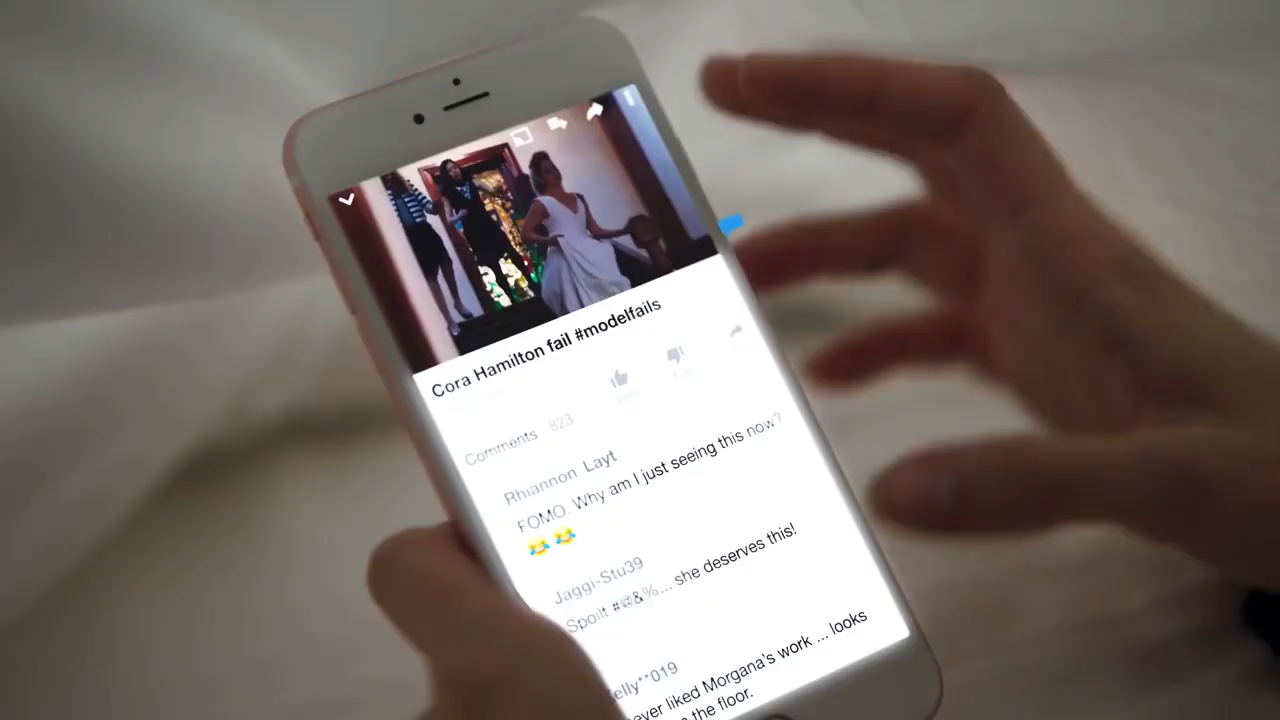 Cora Hamilton fail #modelfails
Comments 823
Rhiannon Layt
FOMO. Why am I just seeing this now?
😂 😂
Jaggi-Stu39
Spoilt #@&%... she deserves this!
elly**019
ever liked Morgana's work ... looks
the floor.